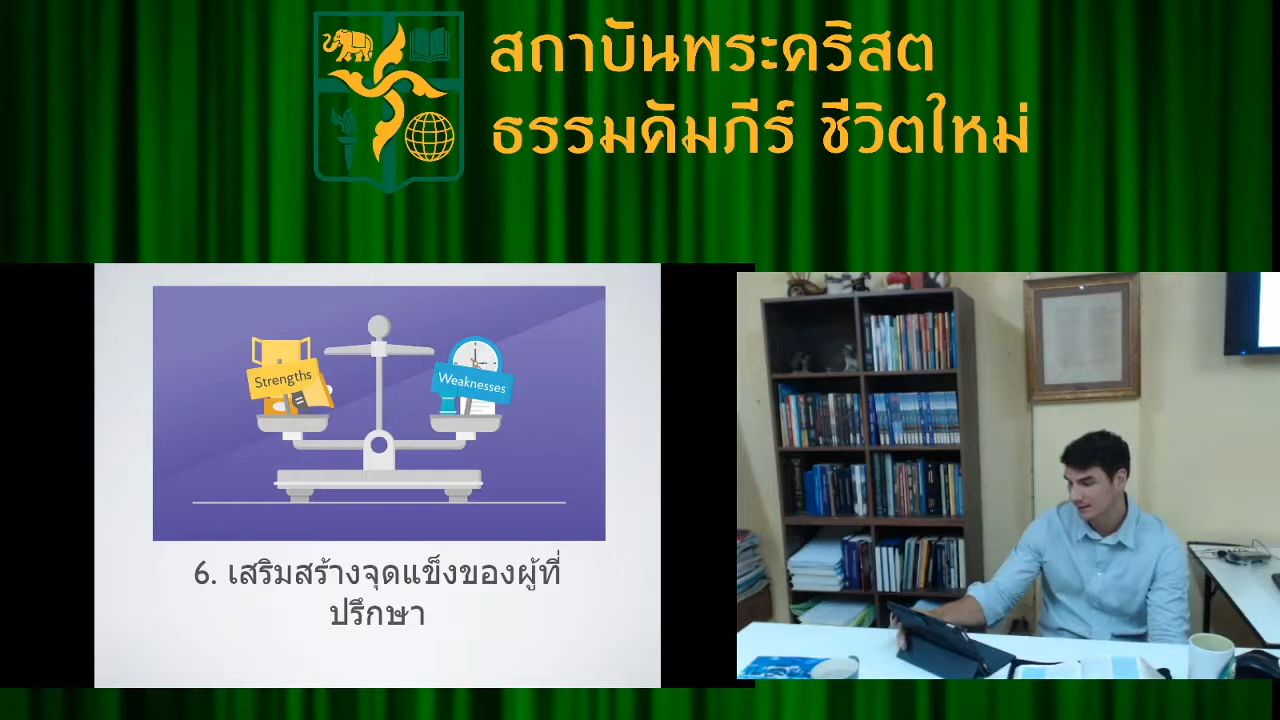 สถาบันพระคริสต
ธรรมคัมภีร์ ชีวิตใหม่
Strengths
Weaknesses
6. เสริมสร้างจุดแข็งของผู้ที่
ปรึกษา